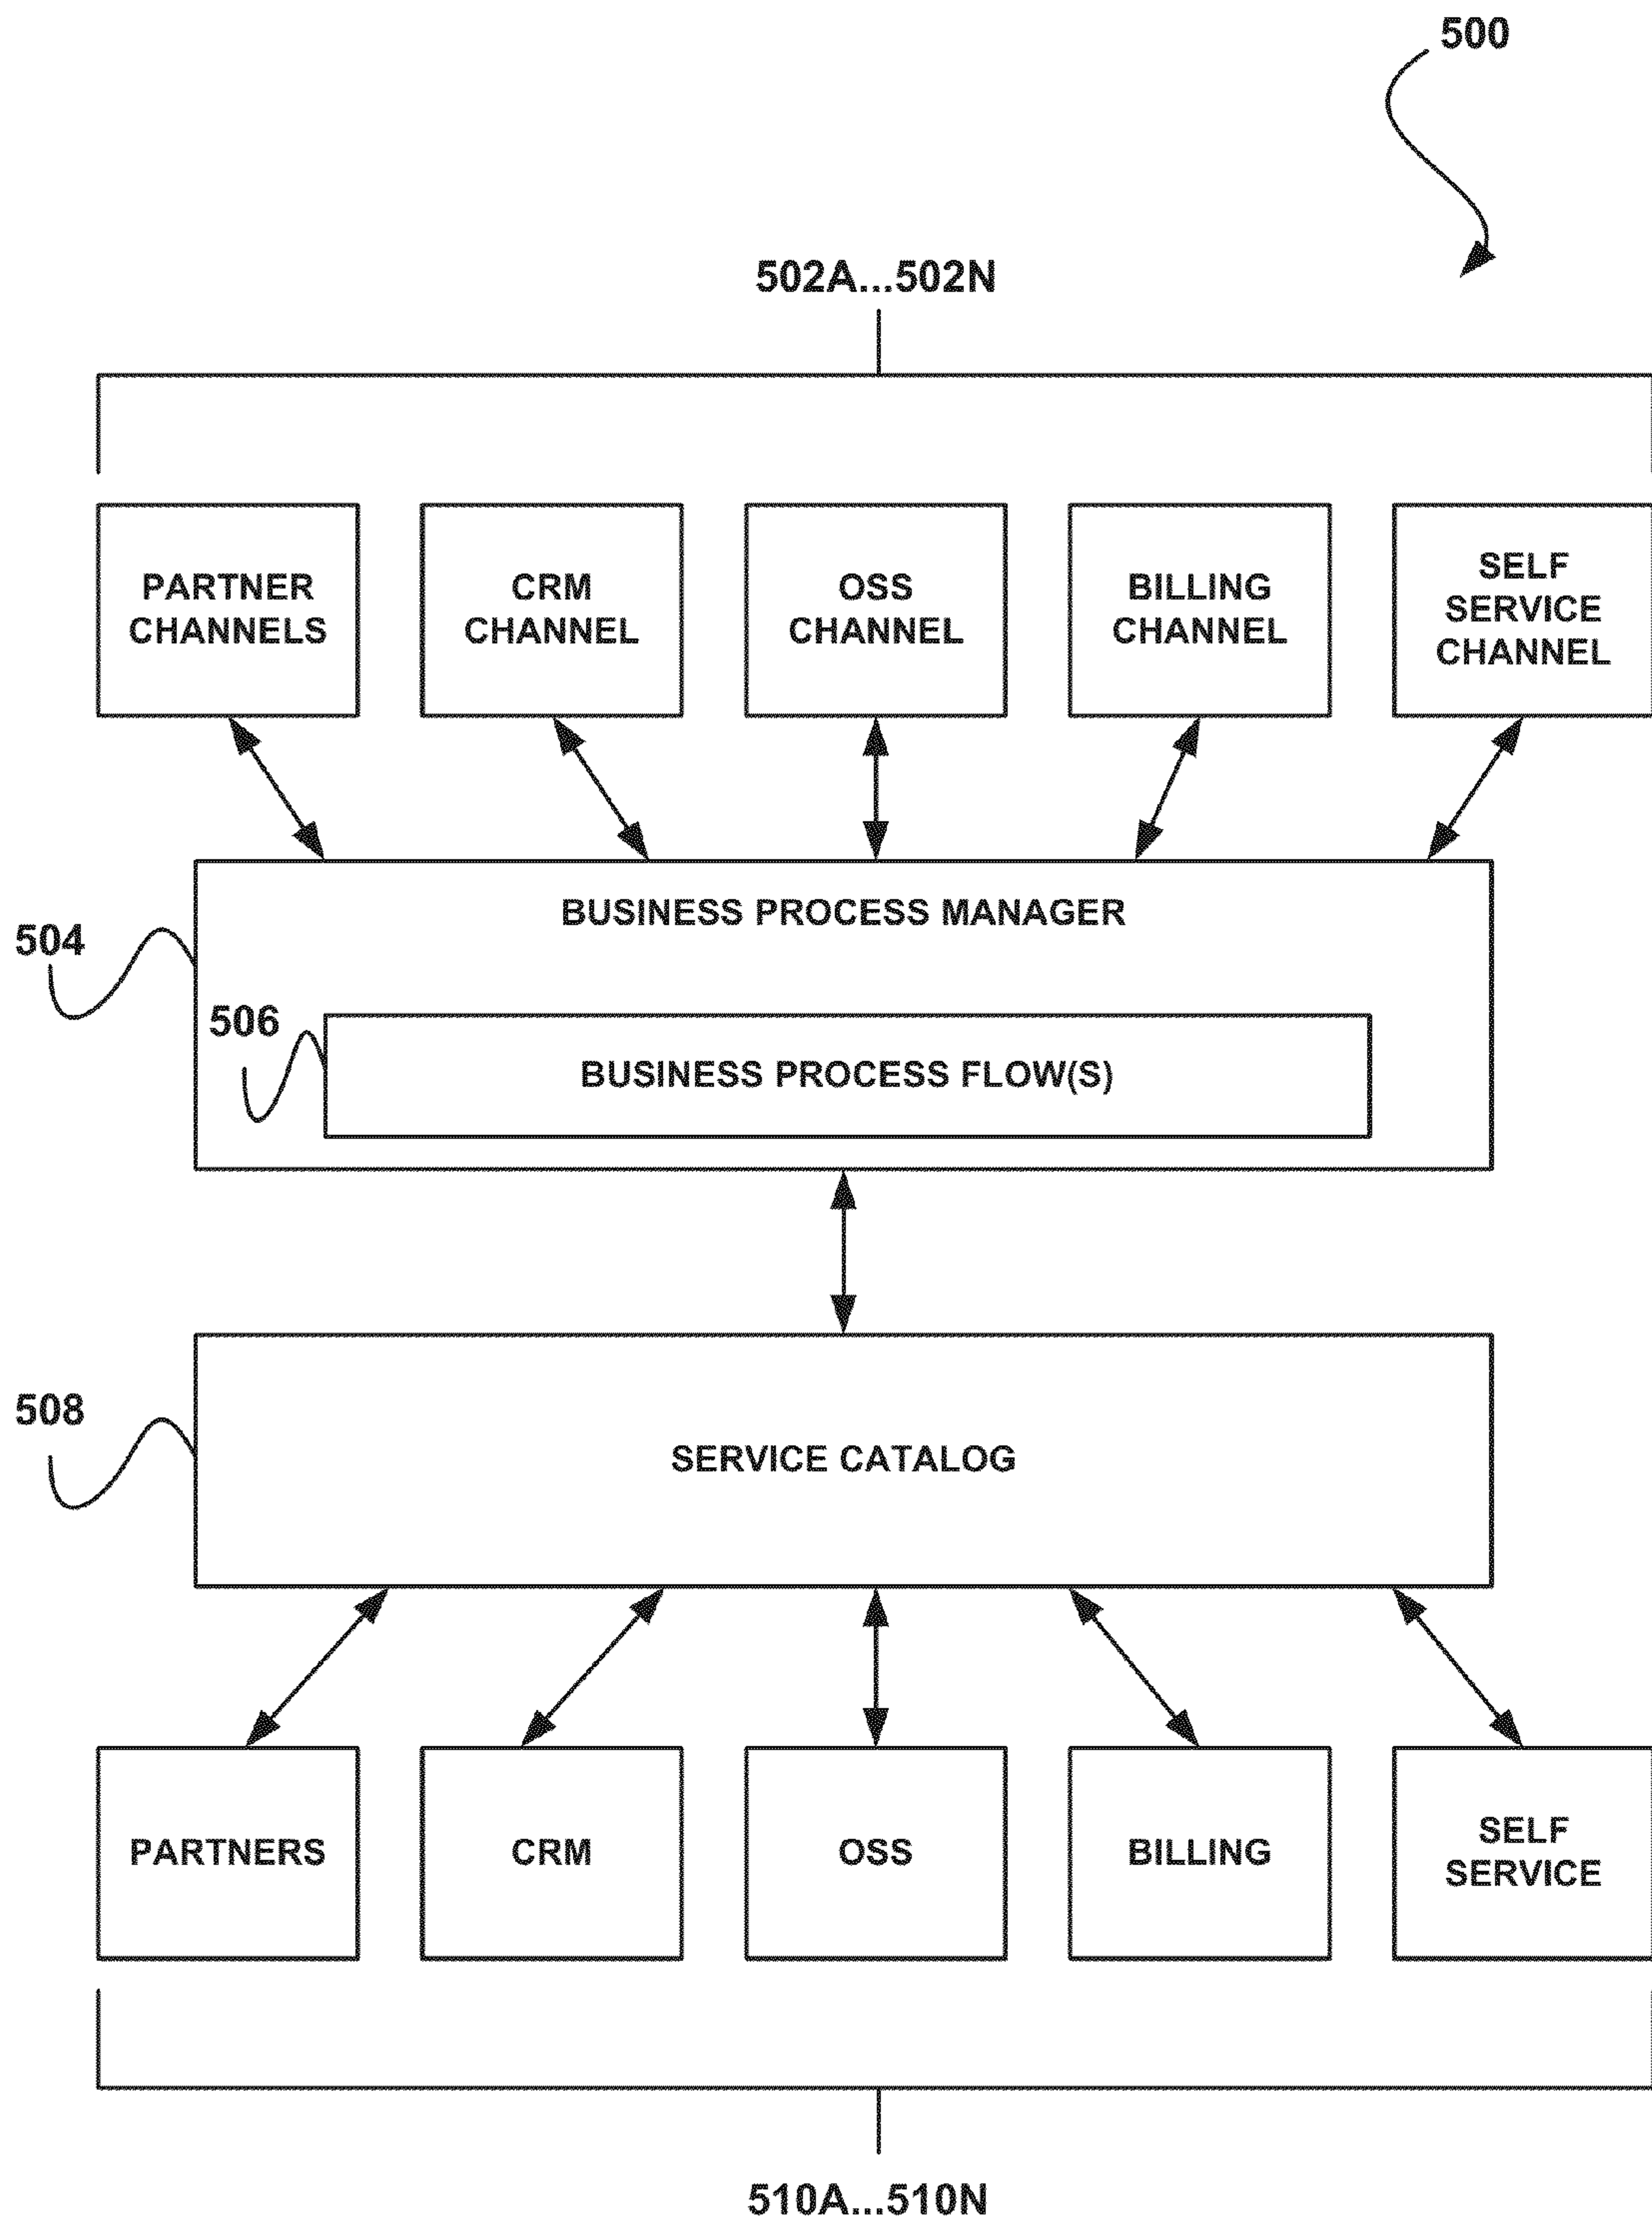 500
502A...502N
PARTNER
CHANNELS
CRM
CHANNEL
OSS
CHANNEL
BILLING
CHANNEL
SELF
SERVICE
CHANNEL
504
BUSINESS PROCESS MANAGER
506
BUSINESS PROCESS FLOW(S)
508
SERVICE CATALOG
PARTNERS
CRM
OSS
BILLING
SELF
SERVICE
510A...510N